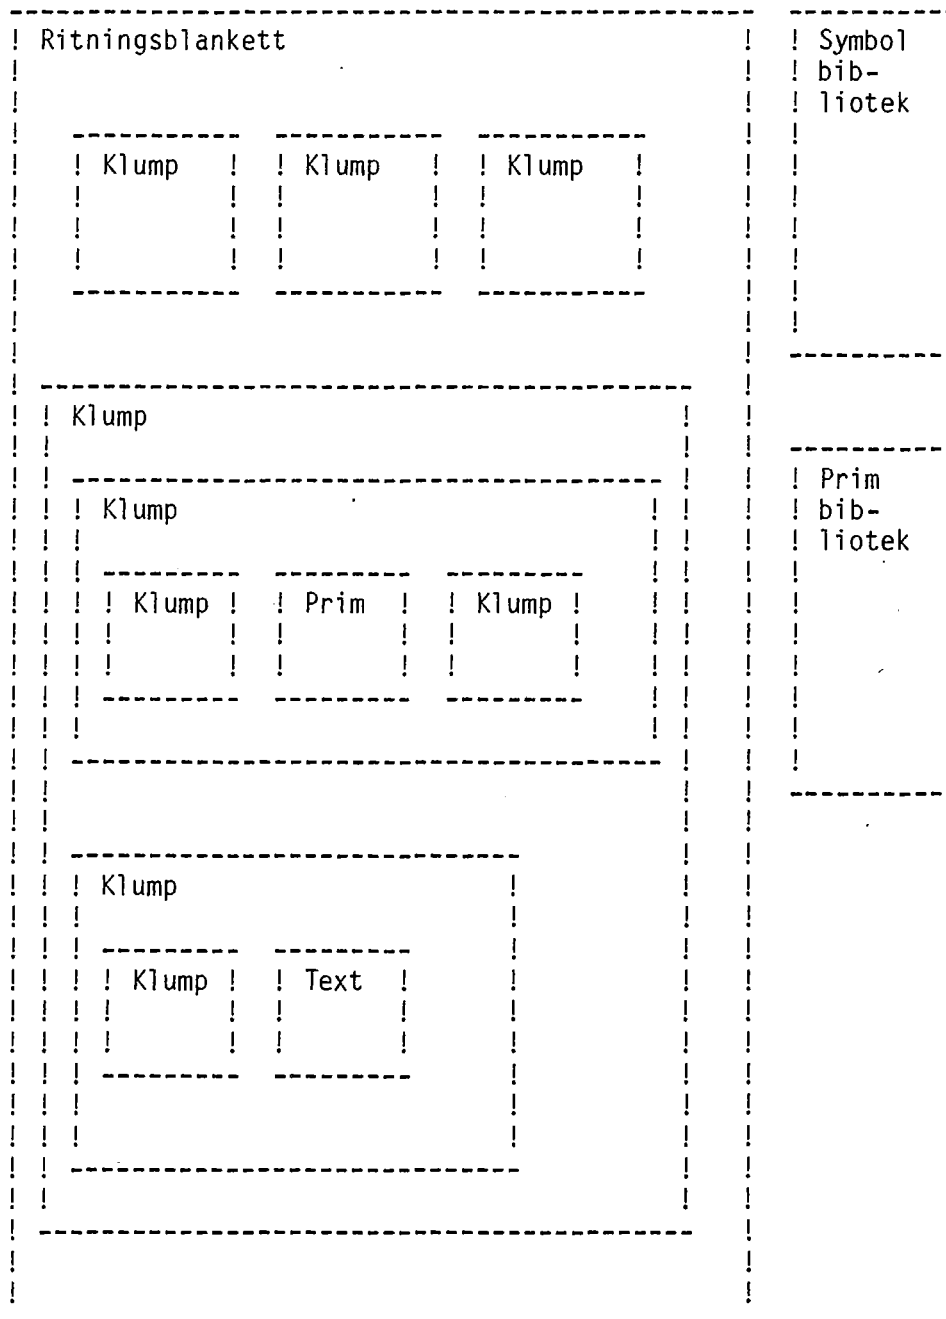 Ritningsblankett
Klump Klump Klump
Klump
Klump
Klump Prim Klump
Klump
Klump Text
Symbol
bib-
liotek
Prim
bib-
liotek